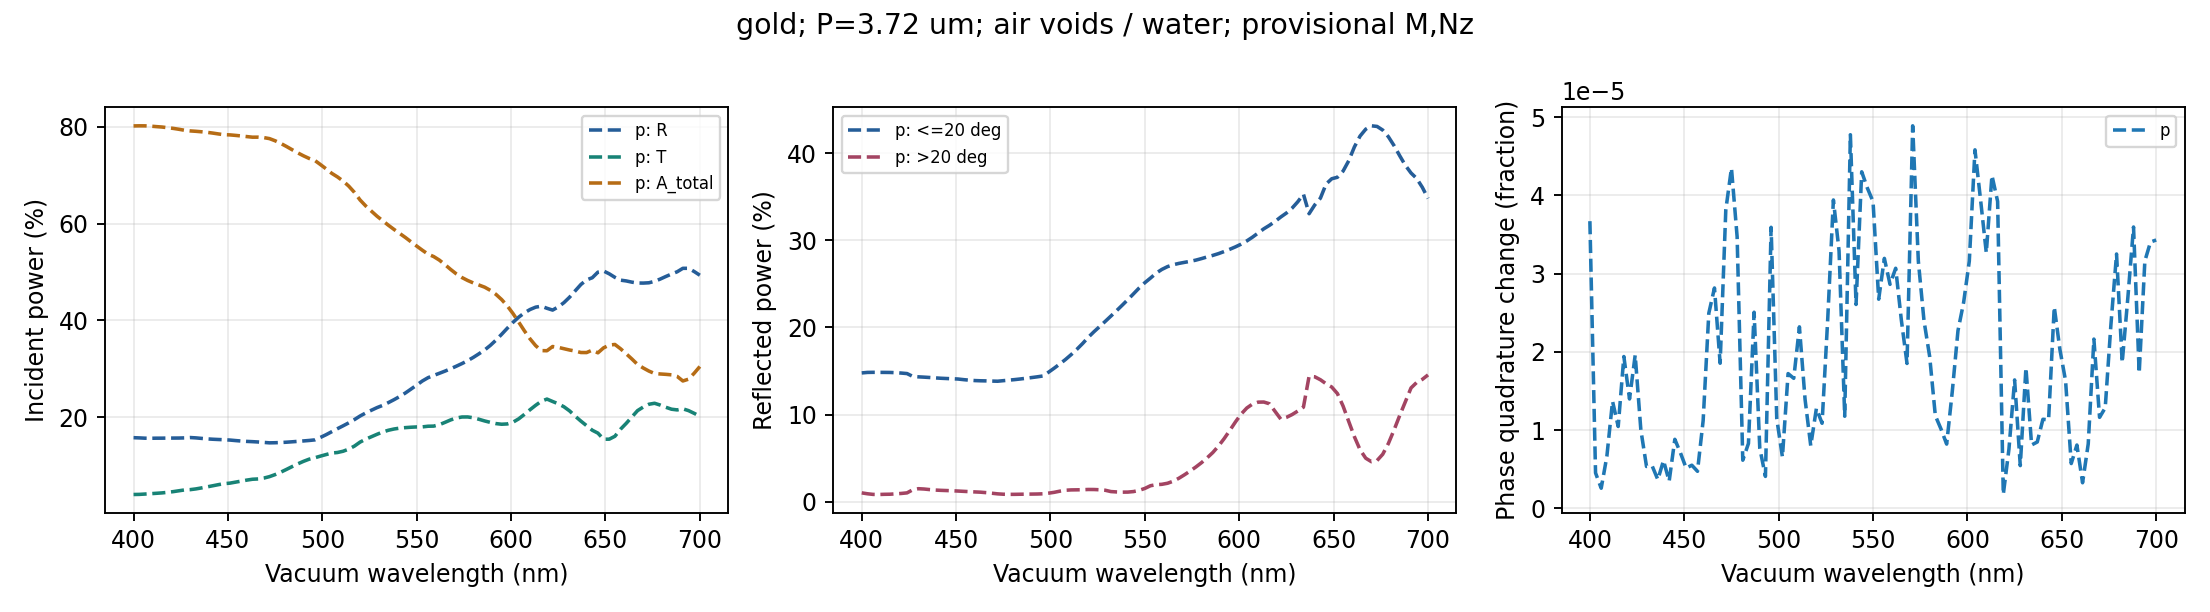 gold; P=3.72 um; air voids / water; provisional M,Nz
Incident power (%)
80
60
40
20
p: R
p: T
p: A_total
400 450 500 550 600 650 700
Vacuum wavelength (nm)
Reflected power (%)
40
30
20
10
0
p: <=20 deg
p: >20 deg
400 450 500 550 600 650 700
Vacuum wavelength (nm)
Phase quadrature change (fraction)
1e−5
5
4
3
2
1
0
p
400 450 500 550 600 650 700
Vacuum wavelength (nm)